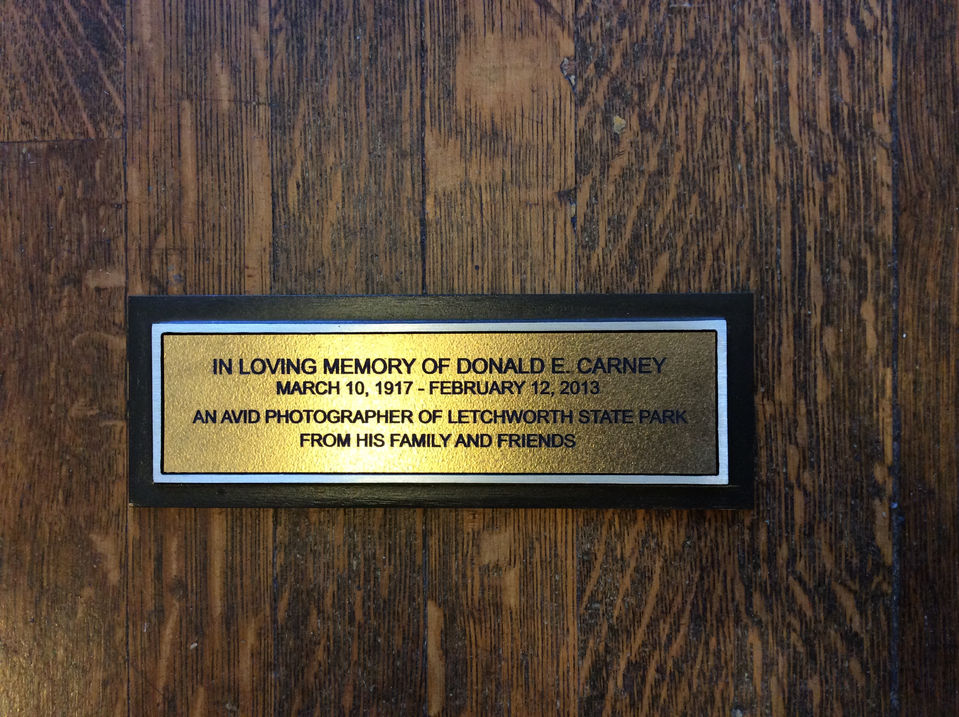 IN LOVING MEMORY OF DONALD E. CARNEY
MARCH 10, 1917 - FEBRUARY 12, 2013
AN AVID PHOTOGRAPHER OF LETCHWORTH STATE PARK
FROM HIS FAMILY AND FRIENDS